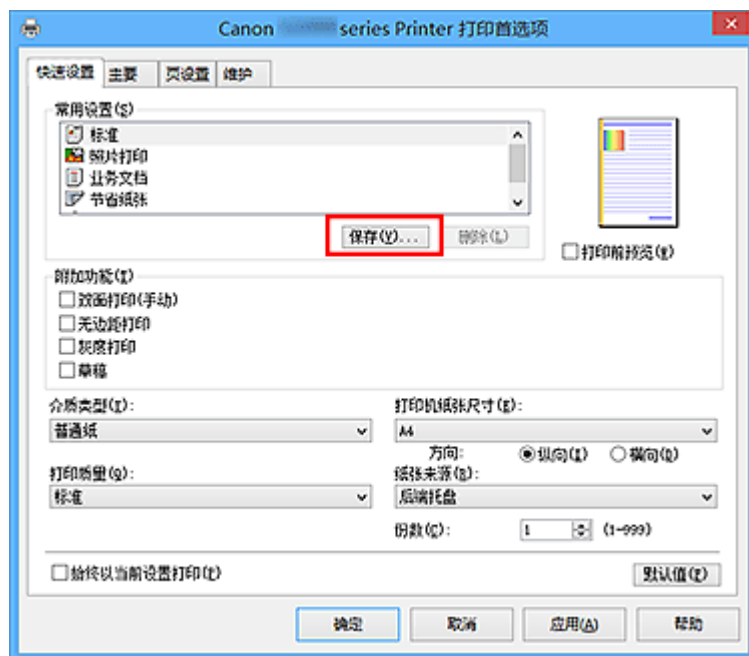 Canon series Printer 打印首选项
快速设置 主要 页设置 维护
常用设置(S)
标准
照片打印
业务文档
节省纸张
保存(V)... 删除(L)
打印前预览(W)
附加功能(I)
双面打印(手动)
无边距打印
灰度打印
草稿
介质类型(I): 打印机纸张尺寸(E):
普通纸 A4
方向: 纵向(I) 横向(Q)
打印质量(Q): 纸张来源(B):
标准 后端托盘
份数(C): 1 (1-999)
始终以当前设置打印(P) 默认值(F)
确定 取消 应用(A) 帮助